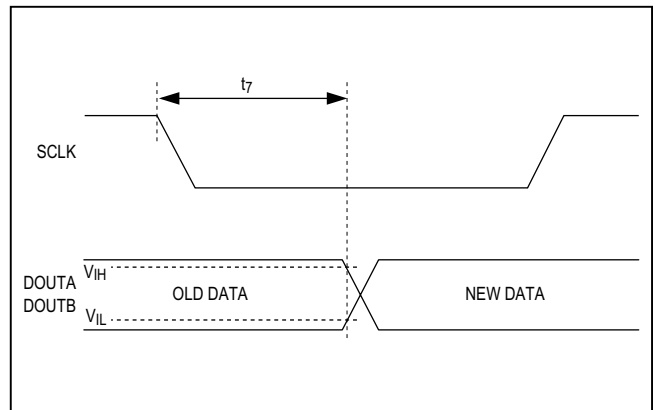 t7
SCLK
DOUTA
DOUTB
VIH
OLD DATA
NEW DATA
VIL